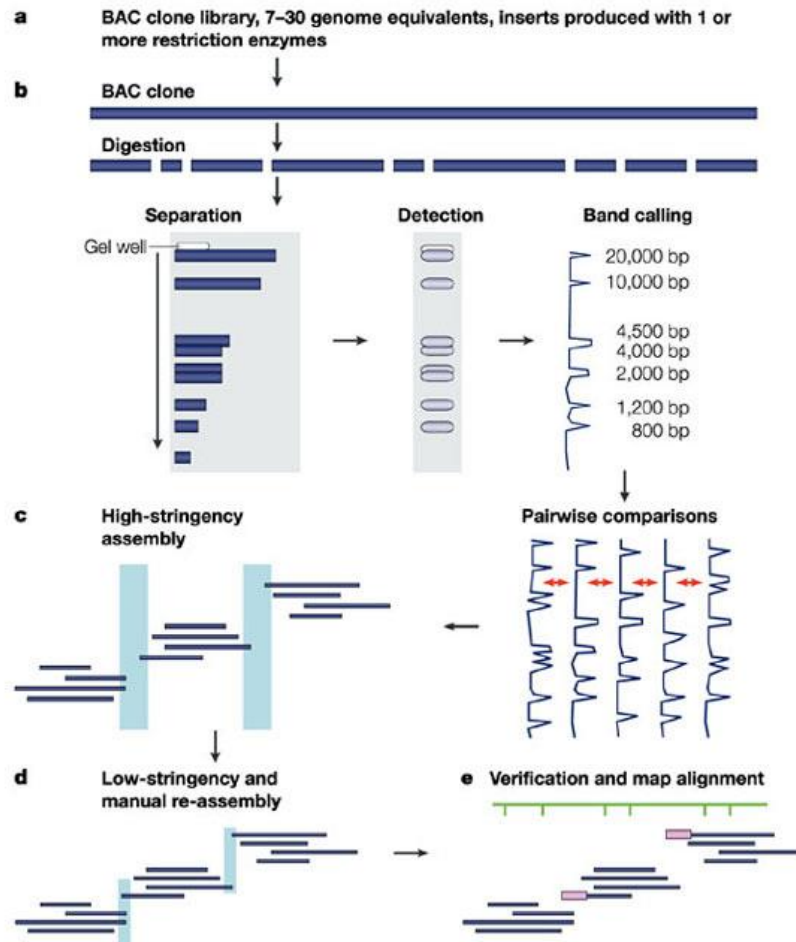 a BAC clone library, 7–30 genome equivalents, inserts produced with 1 or
more restriction enzymes
b BAC clone
Digestion
Separation Detection Band calling
Gel well
20,000 bp
10,000 bp
4,500 bp
4,000 bp
2,000 bp
1,200 bp
800 bp
c High-stringency
assembly
Pairwise comparisons
d Low-stringency and
manual re-assembly
e Verification and map alignment